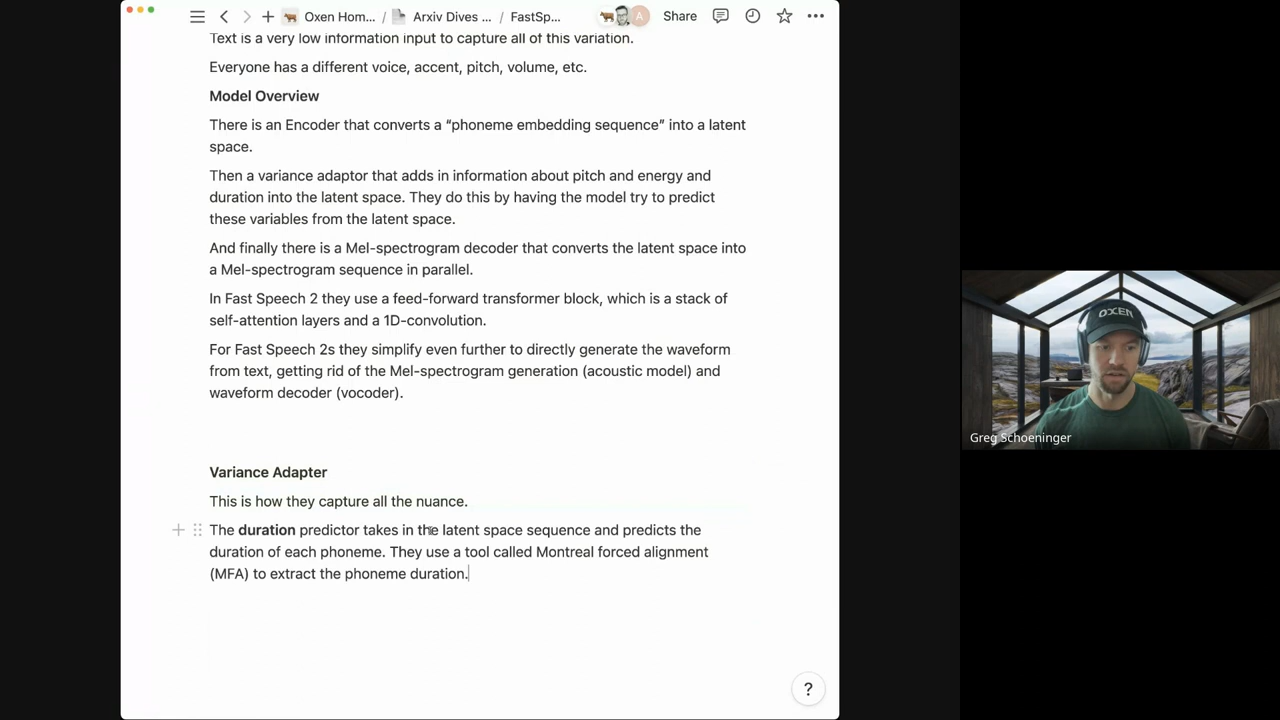 Oxen Hom... / Arxiv Dives ... / FastSp... A Share
Text is a very low information input to capture all of this variation.
Everyone has a different voice, accent, pitch, volume, etc.
Model Overview
There is an Encoder that converts a “phoneme embedding sequence” into a latent
space.
Then a variance adaptor that adds in information about pitch and energy and
duration into the latent space. They do this by having the model try to predict
these variables from the latent space.
And finally there is a Mel-spectrogram decoder that converts the latent space into
a Mel-spectrogram sequence in parallel.
In Fast Speech 2 they use a feed-forward transformer block, which is a stack of
self-attention layers and a 1D-convolution.
For Fast Speech 2s they simplify even further to directly generate the waveform
from text, getting rid of the Mel-spectrogram generation (acoustic model) and
waveform decoder (vocoder).
Variance Adapter
This is how they capture all the nuance.
The duration predictor takes in the latent space sequence and predicts the
duration of each phoneme. They use a tool called Montreal forced alignment
(MFA) to extract the phoneme duration.
?
OXEN
Greg Schoeninger